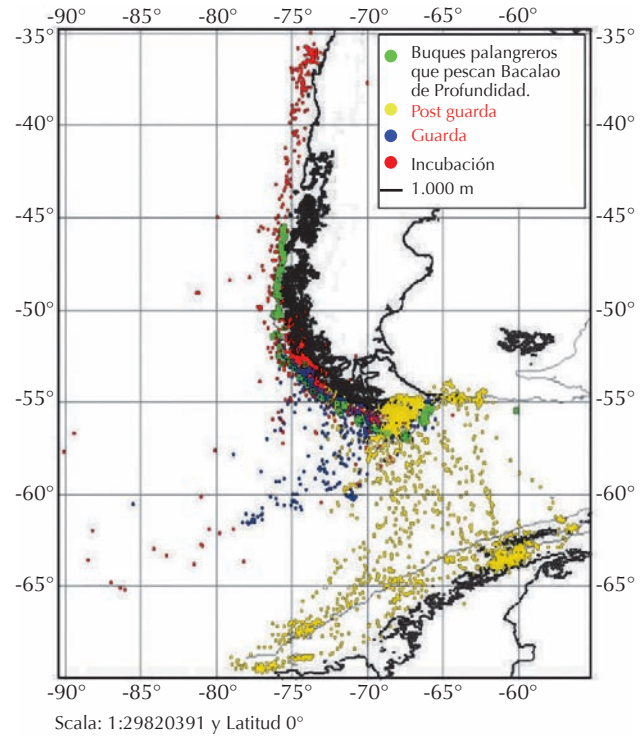 -90° -85° -80° -75° -70° -65° -60°
-35° -35°
Buques palangreros
que pescan Bacalao
de Profundidad.
Post guarda
Guarda
Incubación
1.000 m
-40° -40°
-45° -45°
-50° -50°
-55° -55°
-60° -60°
-65° -65°
-90° -85° -80° -75° -70° -65° -60°
Scala: 1:29820391 y Latitud 0°